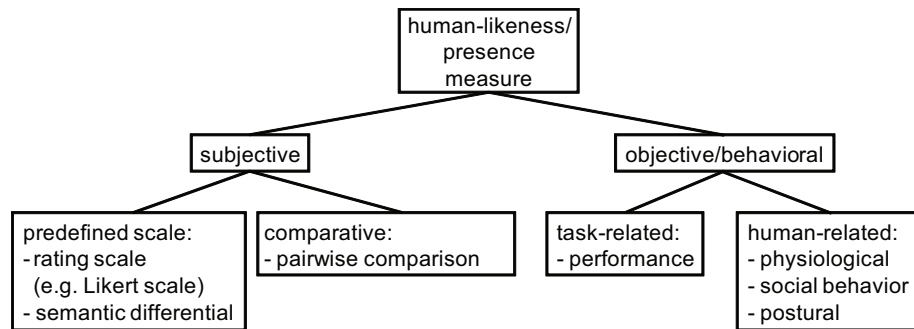 human-likeness/
presence
measure
subjective
objective/behavioral
predefined scale:
- rating scale
(e.g. Likert scale)
- semantic differential
comparative:
- pairwise comparison
task-related:
- performance
human-related:
- physiological
- social behavior
- postural